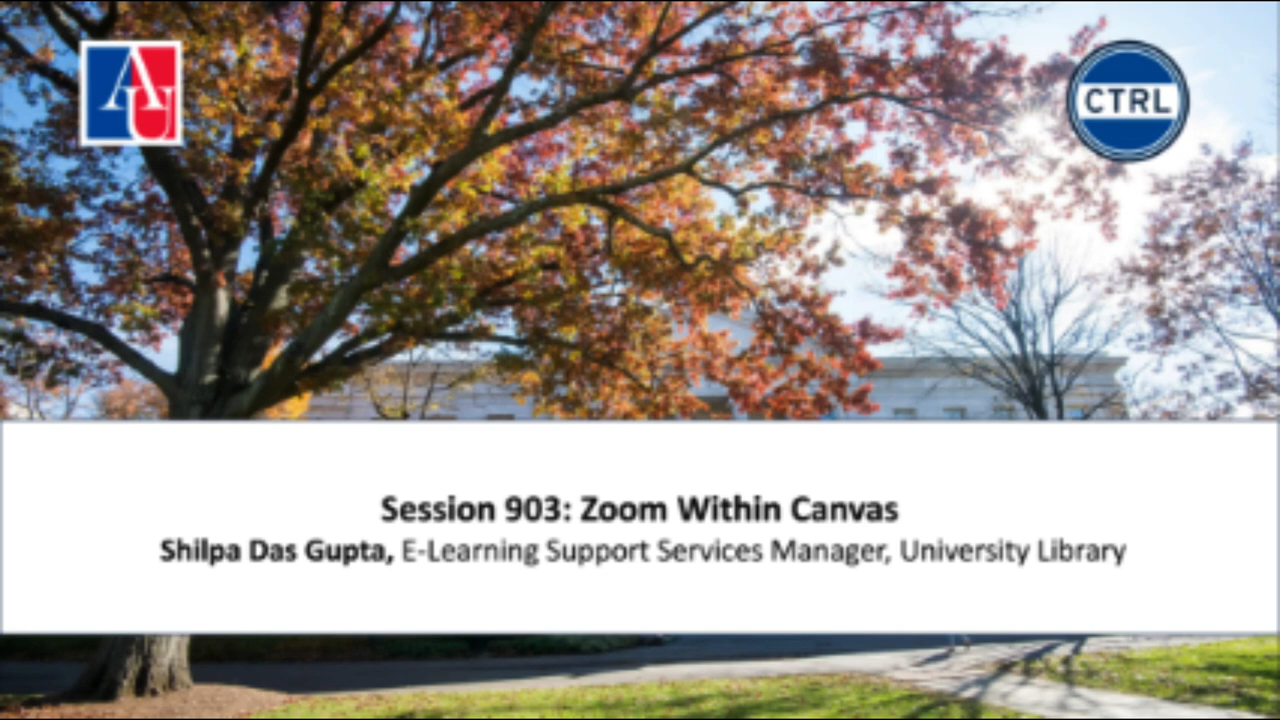 AU
CTRL
Session 903: Zoom Within Canvas
Shilpa Das Gupta, E-Learning Support Services Manager, University Library